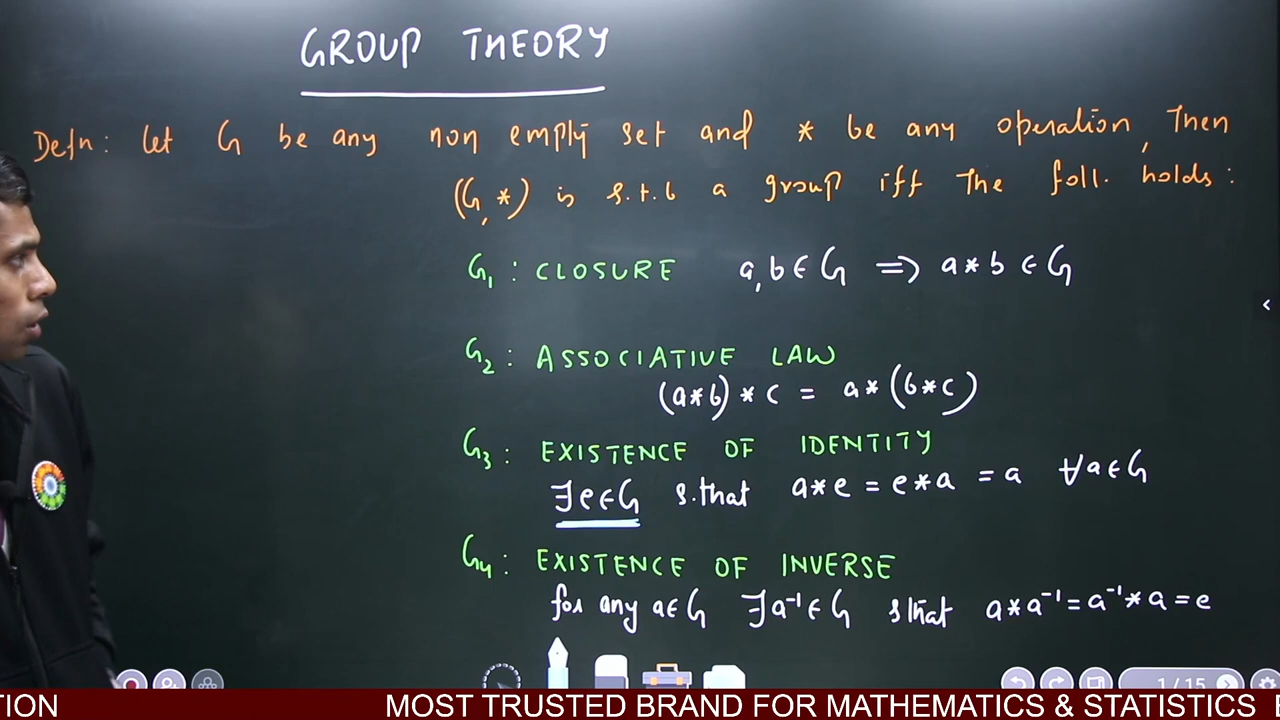 GROUP THEORY
Defn: let G be any non empty set and * be any operation, Then
(G, *) is s.t.b a group iff The foll. holds:
G₁ : CLOSURE a, b ∈ G ⇒ a * b ∈ G
G₂ : ASSOCIATIVE LAW
(a*b) * c = a* (b*c)
G₃ : EXISTENCE OF IDENTITY
∃ e ∈ G s.that a*e = e*a = a ∀ a ∈ G
G₄ : EXISTENCE OF INVERSE
for any a ∈ G ∃ a⁻¹ ∈ G s that a * a⁻¹ = a⁻¹ * a = e
1 / 15
TION MOST TRUSTED BRAND FOR MATHEMATICS & STATISTICS